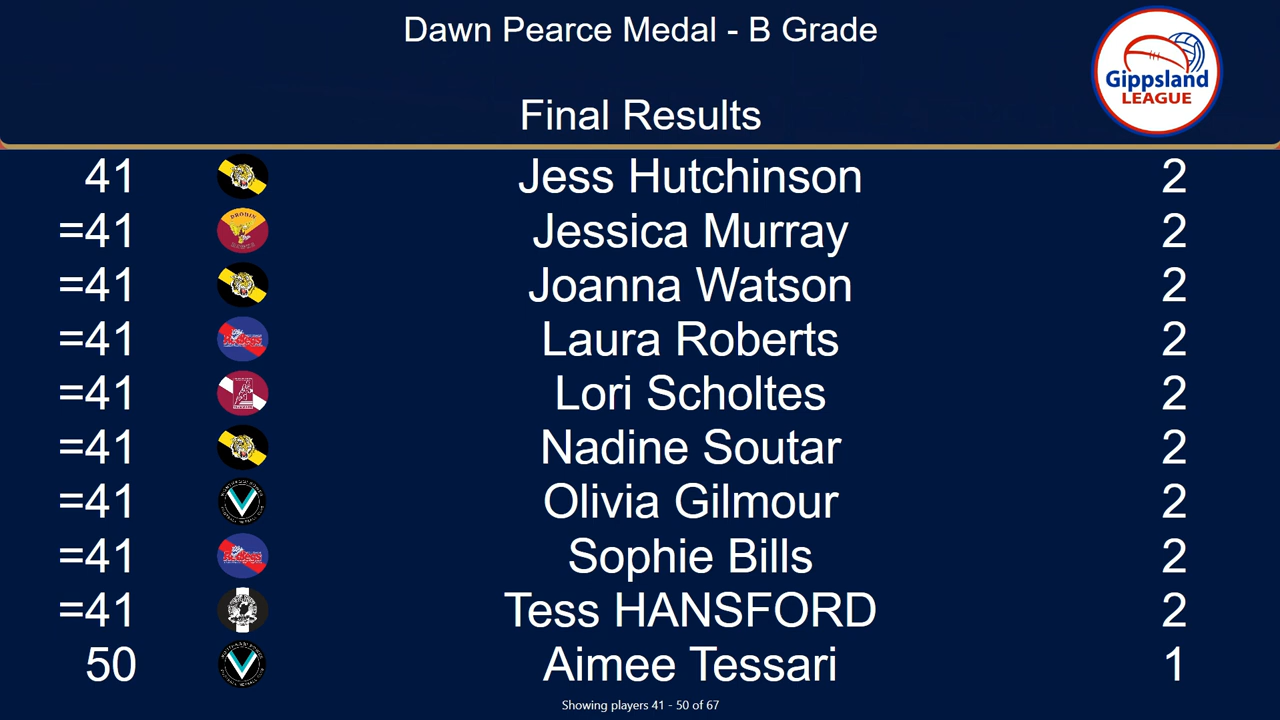 Dawn Pearce Medal - B Grade
Gippsland
LEAGUE
Final Results
41 Jess Hutchinson 2
=41 Jessica Murray 2
=41 Joanna Watson 2
=41 Laura Roberts 2
=41 Lori Scholtes 2
=41 Nadine Soutar 2
=41 Olivia Gilmour 2
=41 Sophie Bills 2
=41 Tess HANSFORD 2
50 Aimee Tessari 1
Showing players 41 - 50 of 67